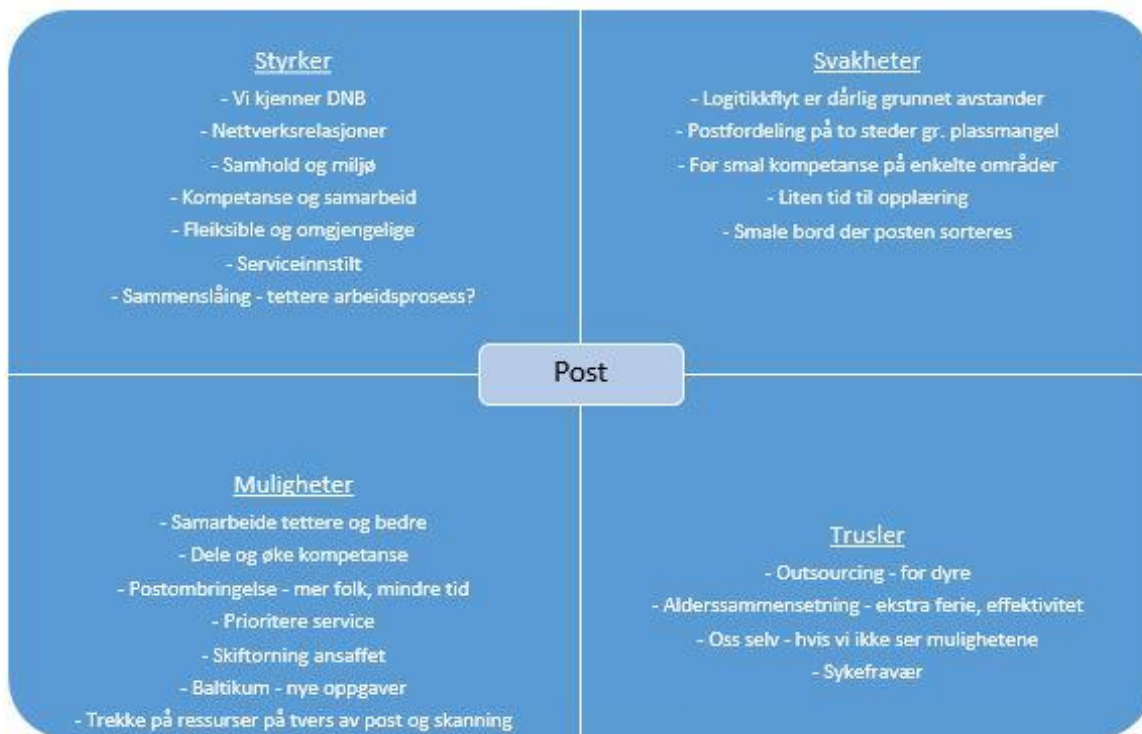 Styrker
- Vi kjenner DNB
- Nettverksrelasjoner
- Samhold og miljø
- Kompetanse og samarbeid
- Fleiksible og omgjengelige
- Serviceinnstilt
- Sammenslåing - tettere arbeidsprosess?
Svakheter
- Logitikkflyt er dårlig grunnet avstander
- Postfordeling på to steder gr. plassmangel
- For smal kompetanse på enkelte områder
- Liten tid til opplæring
- Smale bord der posten sorteres
Post
Muligheter
- Samarbeide tettere og bedre
- Dele og øke kompetanse
- Postombringelse - mer folk, mindre tid
- Prioritere service
- Skiftorning ansaffet
- Baltikum - nye oppgaver
- Trekke på ressurser på tvers av post og skanning
Trusler
- Outsourcing - for dyre
- Alderssammensetning - ekstra ferie, effektivitet
- Oss selv - hvis vi ikke ser mulighetene
- Sykefravær